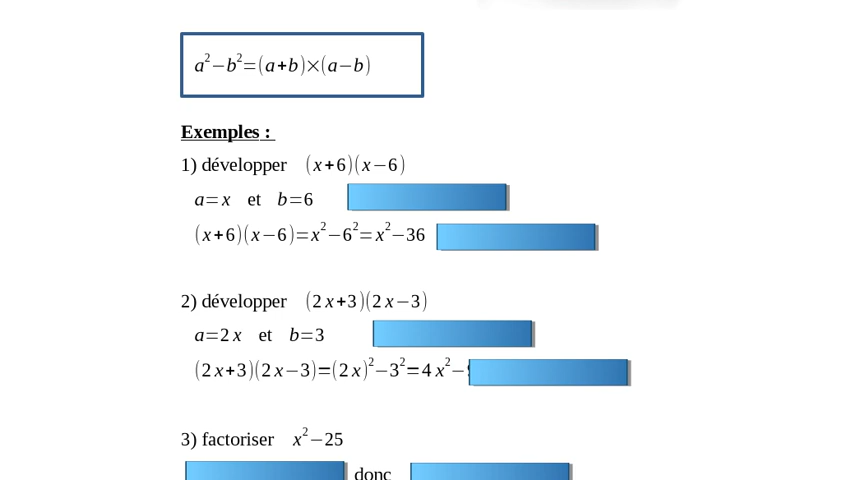 a²−b²=(a+b)×(a−b)
Exemples :
1) développer (x+6)(x−6)
a=x et b=6
(x+6)(x−6)=x²−6²=x²−36
2) développer (2x+3)(2x−3)
a=2x et b=3
(2x+3)(2x−3)=(2x)²−3²=4x²−
3) factoriser x²−25
donc